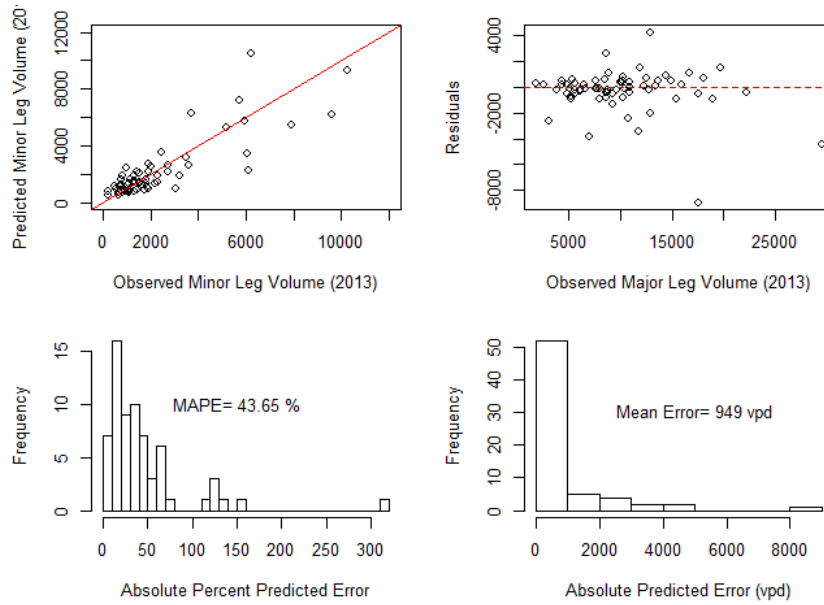 Predicted Minor Leg Volume (20
12000
8000
4000
0
0 2000 4000 6000 8000 10000
Observed Minor Leg Volume (2013)
Residuals
4000
-2000
-8000
5000 15000 25000
Observed Major Leg Volume (2013)
Frequency
15
10
5
0
MAPE= 43.65 %
0 50 100 150 200 250 300
Absolute Percent Predicted Error
Frequency
50
40
30
20
10
0
Mean Error= 949 vpd
0 2000 4000 6000 8000
Absolute Predicted Error (vpd)